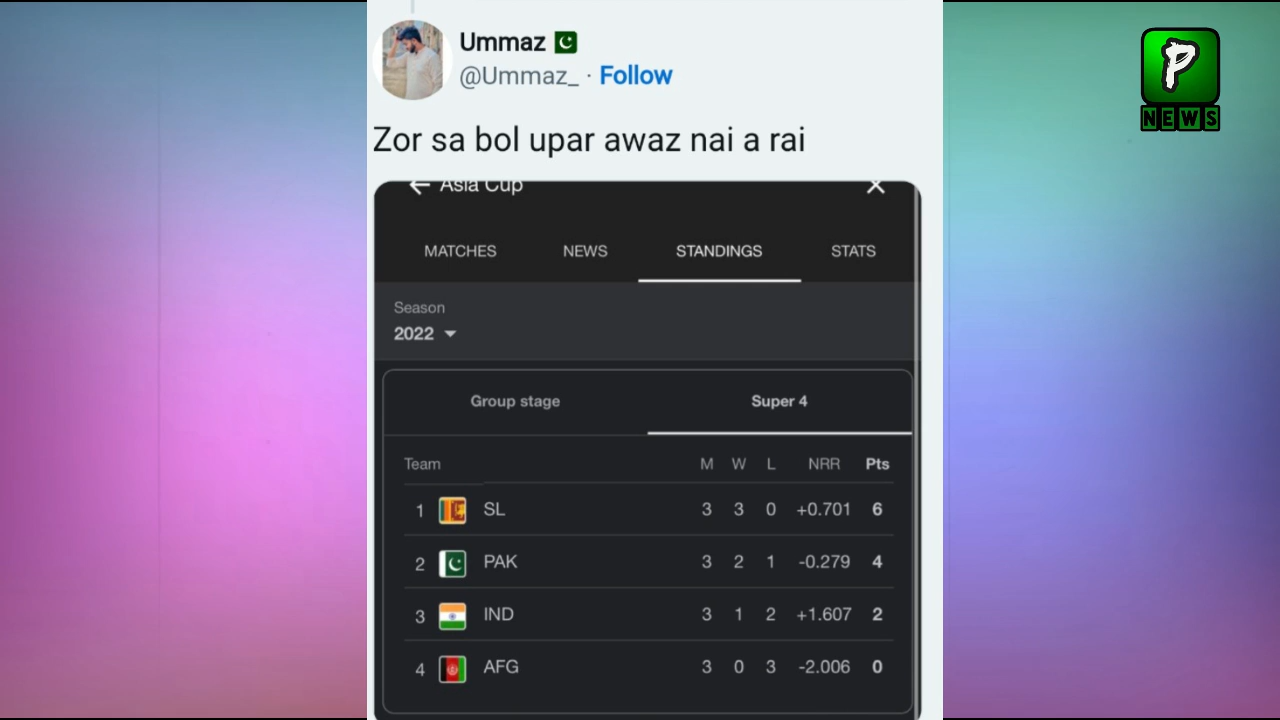 Ummaz
@Ummaz_ · Follow
P
NEWS
Zor sa bol upar awaz nai a rai
Asia Cup
MATCHES NEWS STANDINGS STATS
Season
2022
Group stage Super 4
Team M W L NRR Pts
1 SL 3 3 0 +0.701 6
2 PAK 3 2 1 -0.279 4
3 IND 3 1 2 +1.607 2
4 AFG 3 0 3 -2.006 0